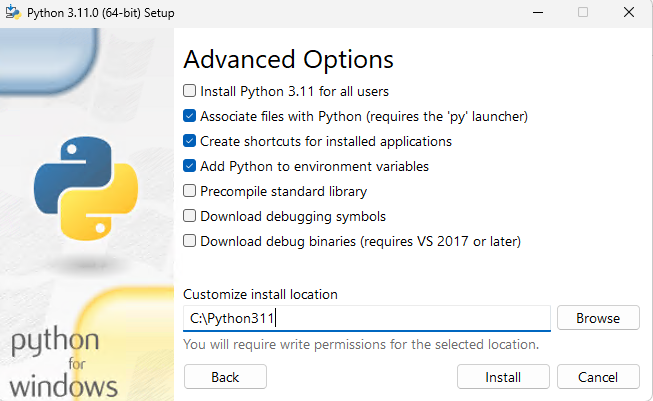 Python 3.11.0 (64-bit) Setup
Advanced Options
Install Python 3.11 for all users
Associate files with Python (requires the 'py' launcher)
Create shortcuts for installed applications
Add Python to environment variables
Precompile standard library
Download debugging symbols
Download debug binaries (requires VS 2017 or later)
Customize install location
C:\Python311
Browse
You will require write permissions for the selected location.
Back
Install
Cancel
python
for
windows